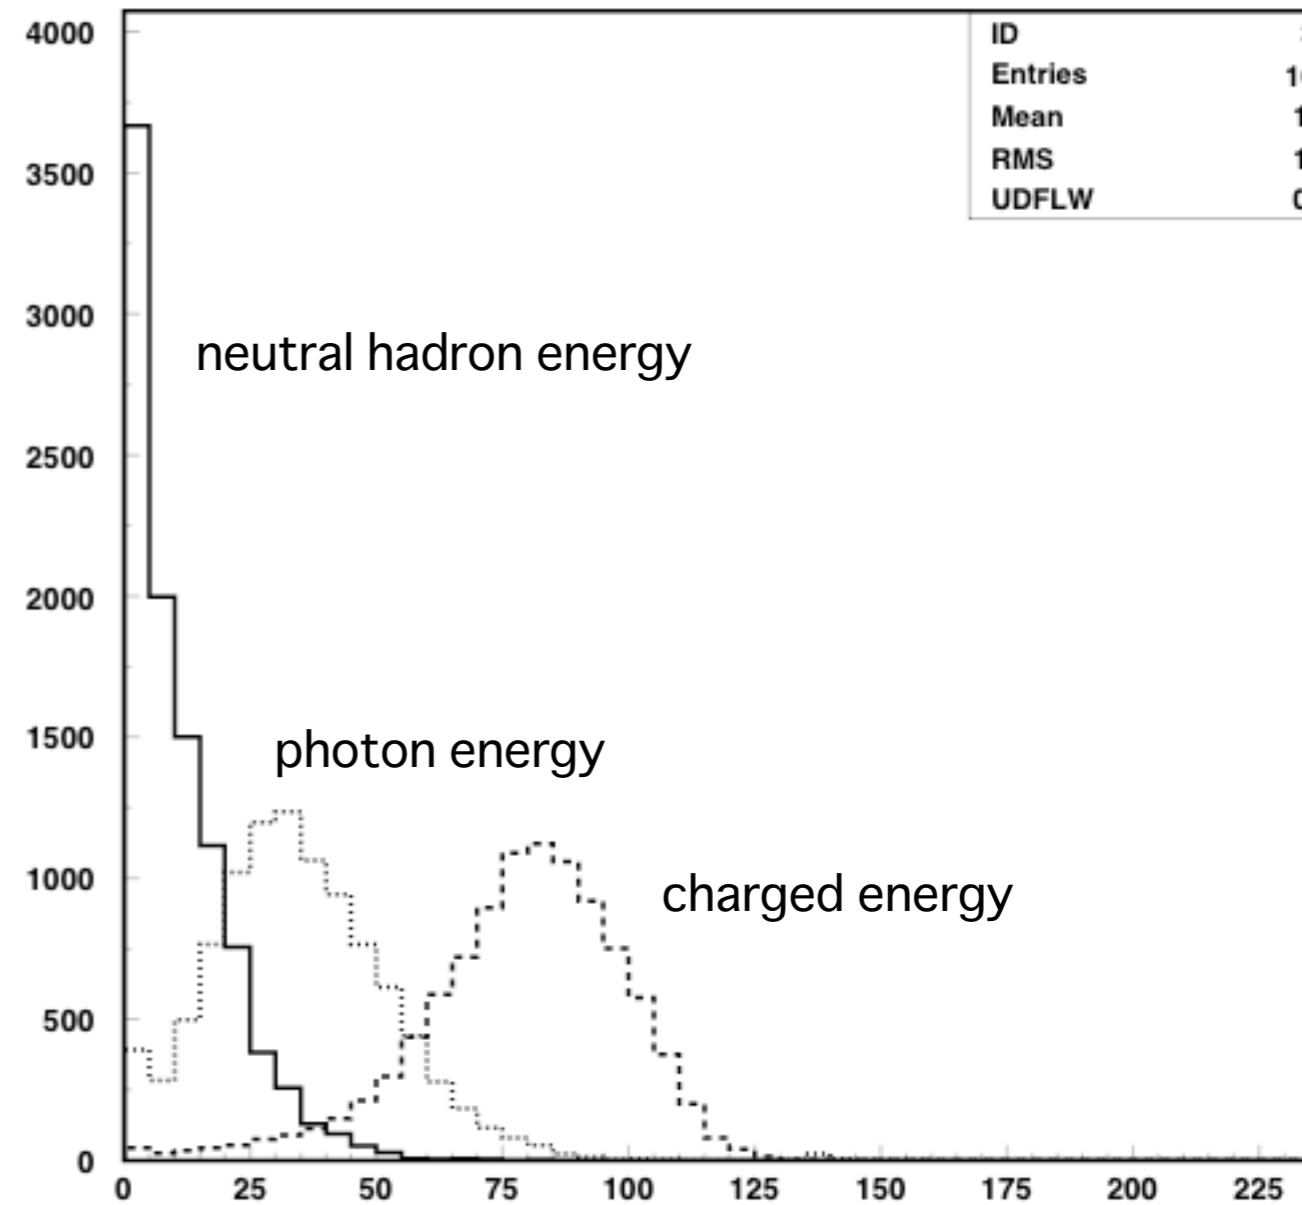 4000
3500
3000
2500
2000
1500
1000
500
0
ID
Entries
Mean
RMS
UDFLW
neutral hadron energy
photon energy
charged energy
0 25 50 75 100 125 150 175 200 225